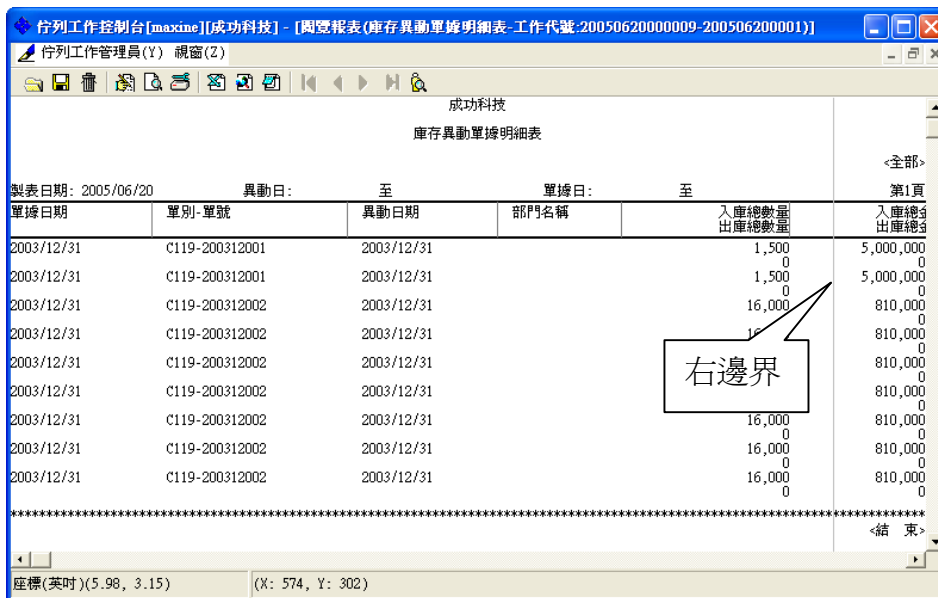 佇列工作控制台[maxine][成功科技] - [閱覽報表(庫存異動單據明細表-工作代號:20050620000009-200506200001)]
佇列工作管理員(Y) 視窗(Z)
成功科技
庫存異動單據明細表
<全部>
製表日期: 2005/06/20 異動日: 至 單據日: 至 第1頁
單據日期 單別-單號 異動日期 部門名稱 入庫總數量 入庫總金
出庫總數量 出庫總金
2003/12/31 C119-200312001 2003/12/31 1,500 5,000,000
0 0
2003/12/31 C119-200312001 2003/12/31 1,500 5,000,000
0 0
2003/12/31 C119-200312002 2003/12/31 16,000 810,000
0
2003/12/31 C119-200312002 2003/12/31 16 810,000
0
2003/12/31 C119-200312002 2003/12/31 810,000
0
右邊界
2003/12/31 C119-200312002 2003/12/31 810,000
0
2003/12/31 C119-200312002 2003/12/31 16,000 810,000
0 0
2003/12/31 C119-200312002 2003/12/31 16,000 810,000
0 0
2003/12/31 C119-200312002 2003/12/31 16,000 810,000
0 0
<結 束>
座標(英吋)(5.98, 3.15) (X: 574, Y: 302)